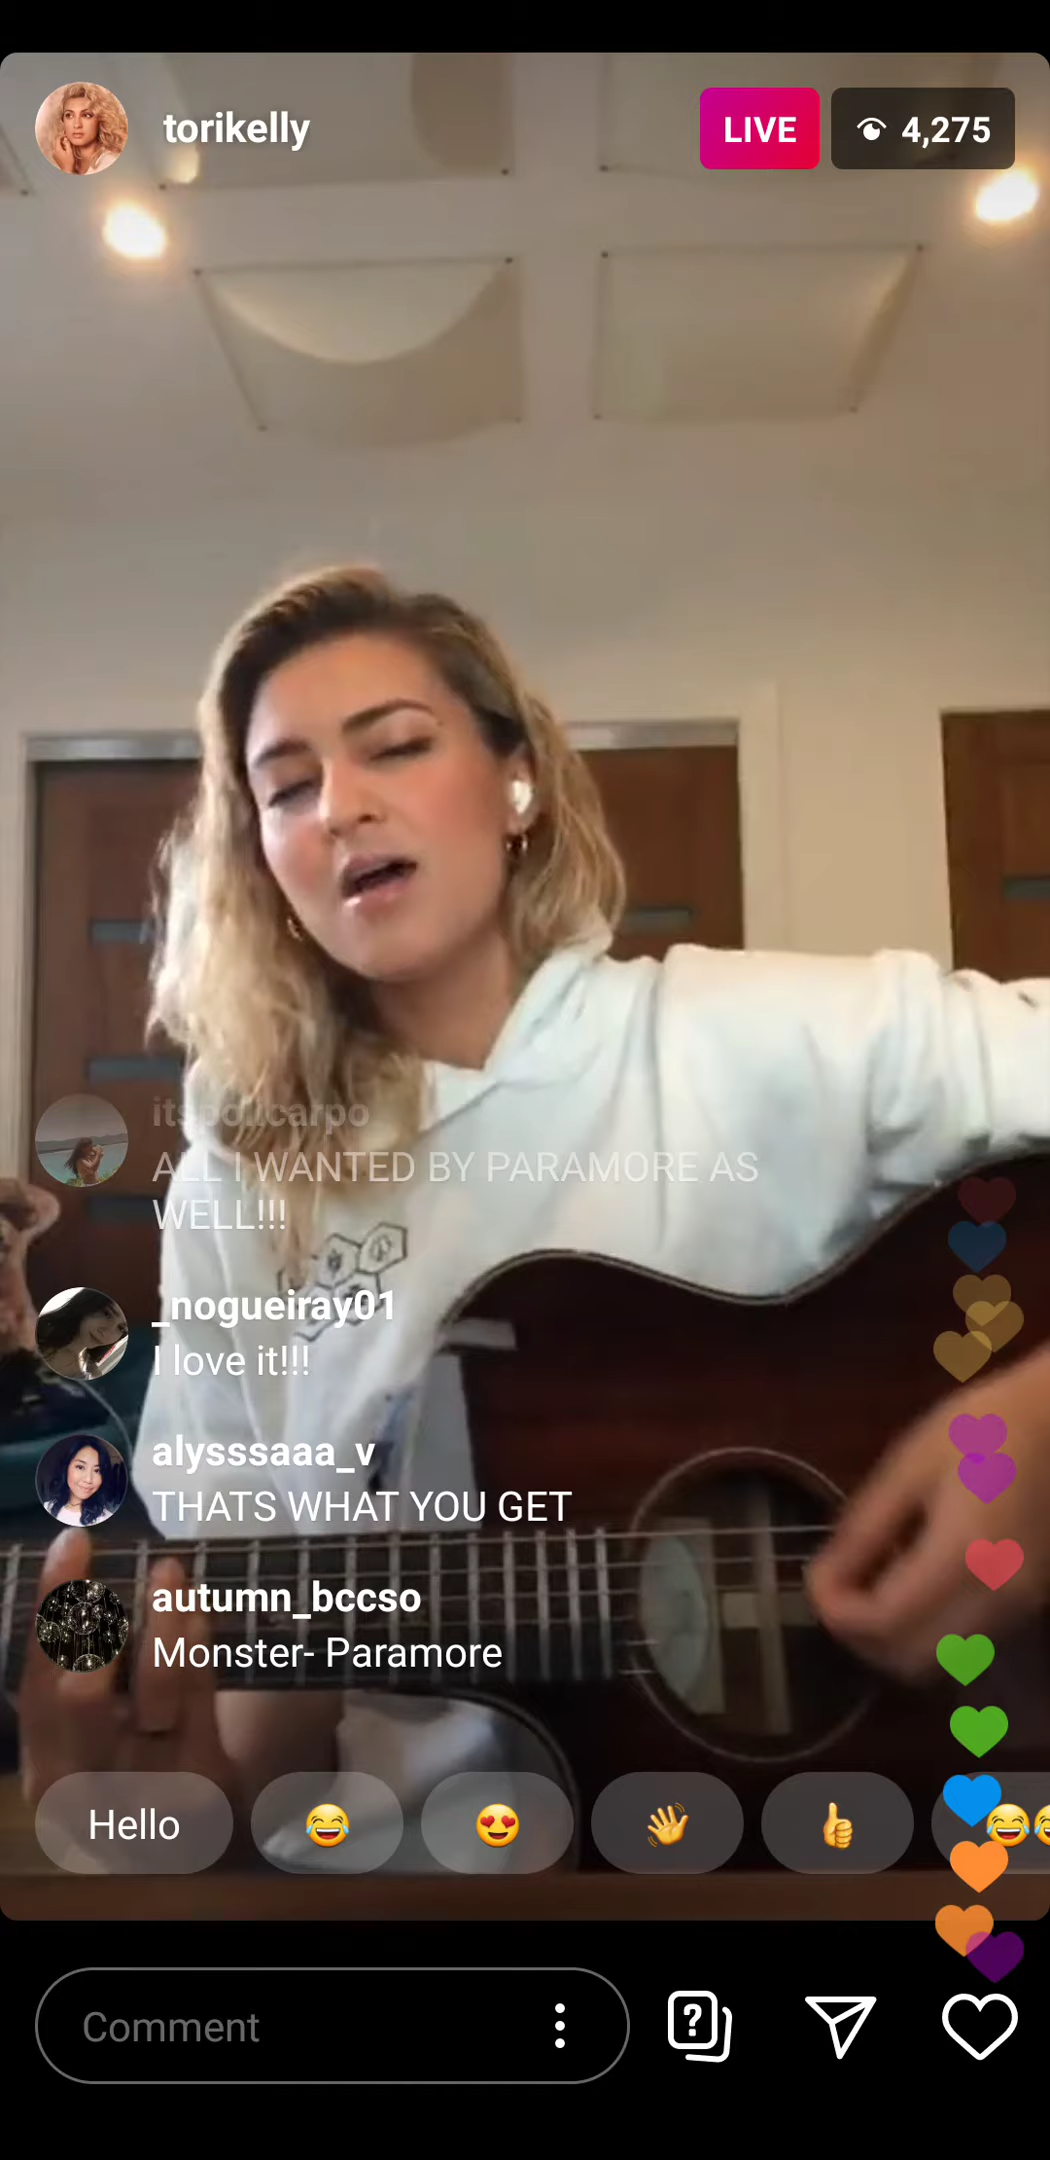 torikelly
LIVE
4,275
itspolicarpo
ALL I WANTED BY PARAMORE AS
WELL!!!
_nogueiray01
I love it!!!
alysssaaa_v
THATS WHAT YOU GET
autumn_bccso
Monster- Paramore
Hello
Comment